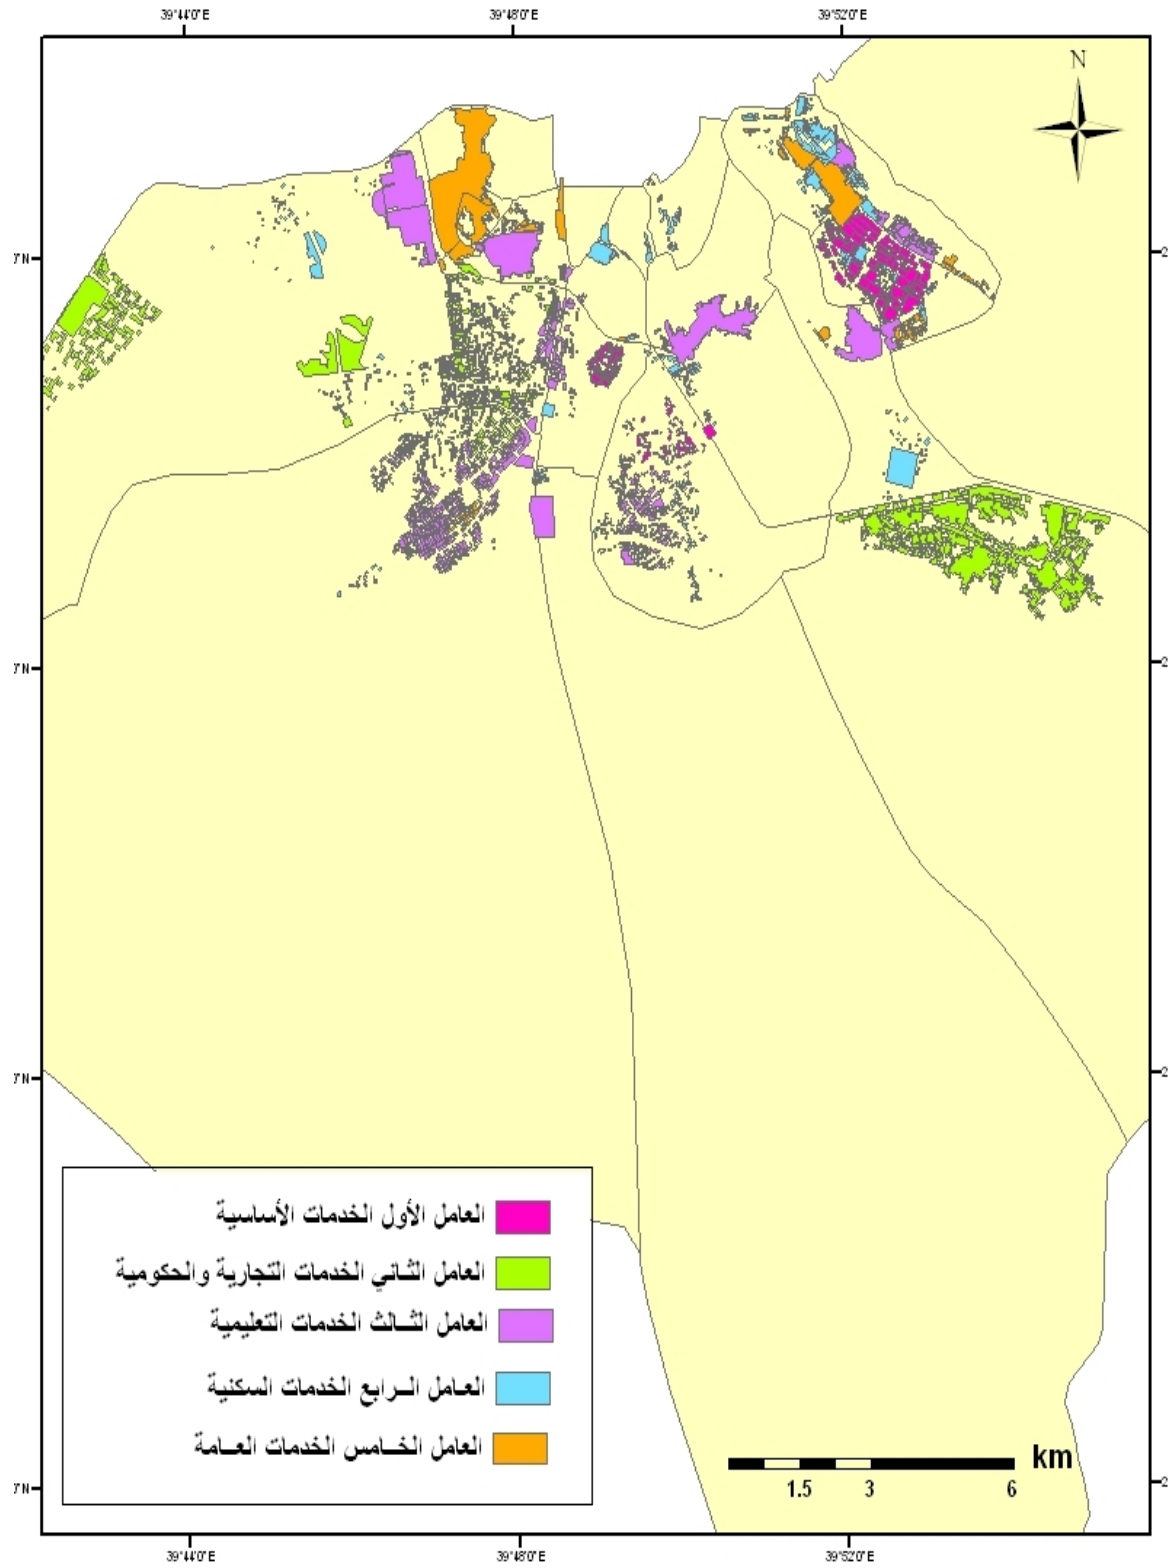 39°44'0"E 39°48'0"E 39°52'0"E
N
العامل الأول الخدمات الأساسية
العامل الثاني الخدمات التجارية والحكومية
العامل الثالث الخدمات التعليمية
العامل الرابع الخدمات السكنية
العامل الخامس الخدمات العامة
km
1.5 3 6
39°44'0"E 39°48'0"E 39°52'0"E